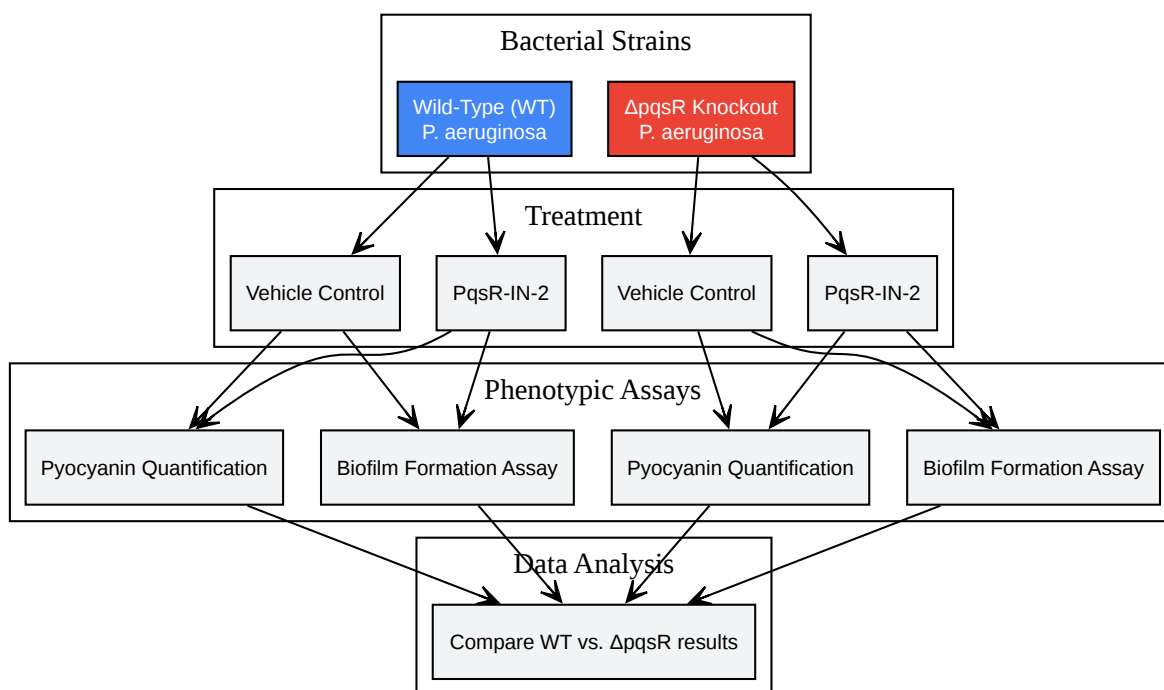 Bacterial Strains
Wild-Type (WT)
P. aeruginosa
ΔpqsR Knockout
P. aeruginosa
Treatment
Vehicle Control
PqsR-IN-2
Vehicle Control
PqsR-IN-2
Phenotypic Assays
Pyocyanin Quantification
Biofilm Formation Assay
Pyocyanin Quantification
Biofilm Formation Assay
Data Analysis
Compare WT vs. ΔpqsR results